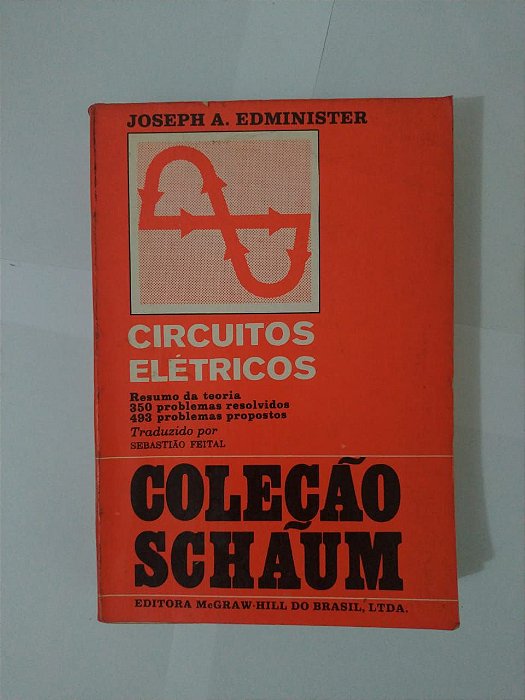 JOSEPH A. EDMINISTER
CIRCUITOS
ELÉTRICOS
Resumo da teoria
350 problemas resolvidos
493 problemas propostos
Traduzido por
SEBASTIÃO FEITAL
COLEÇÃO
SCHAUM
EDITORA McGRAW-HILL DO BRASIL, LTDA.